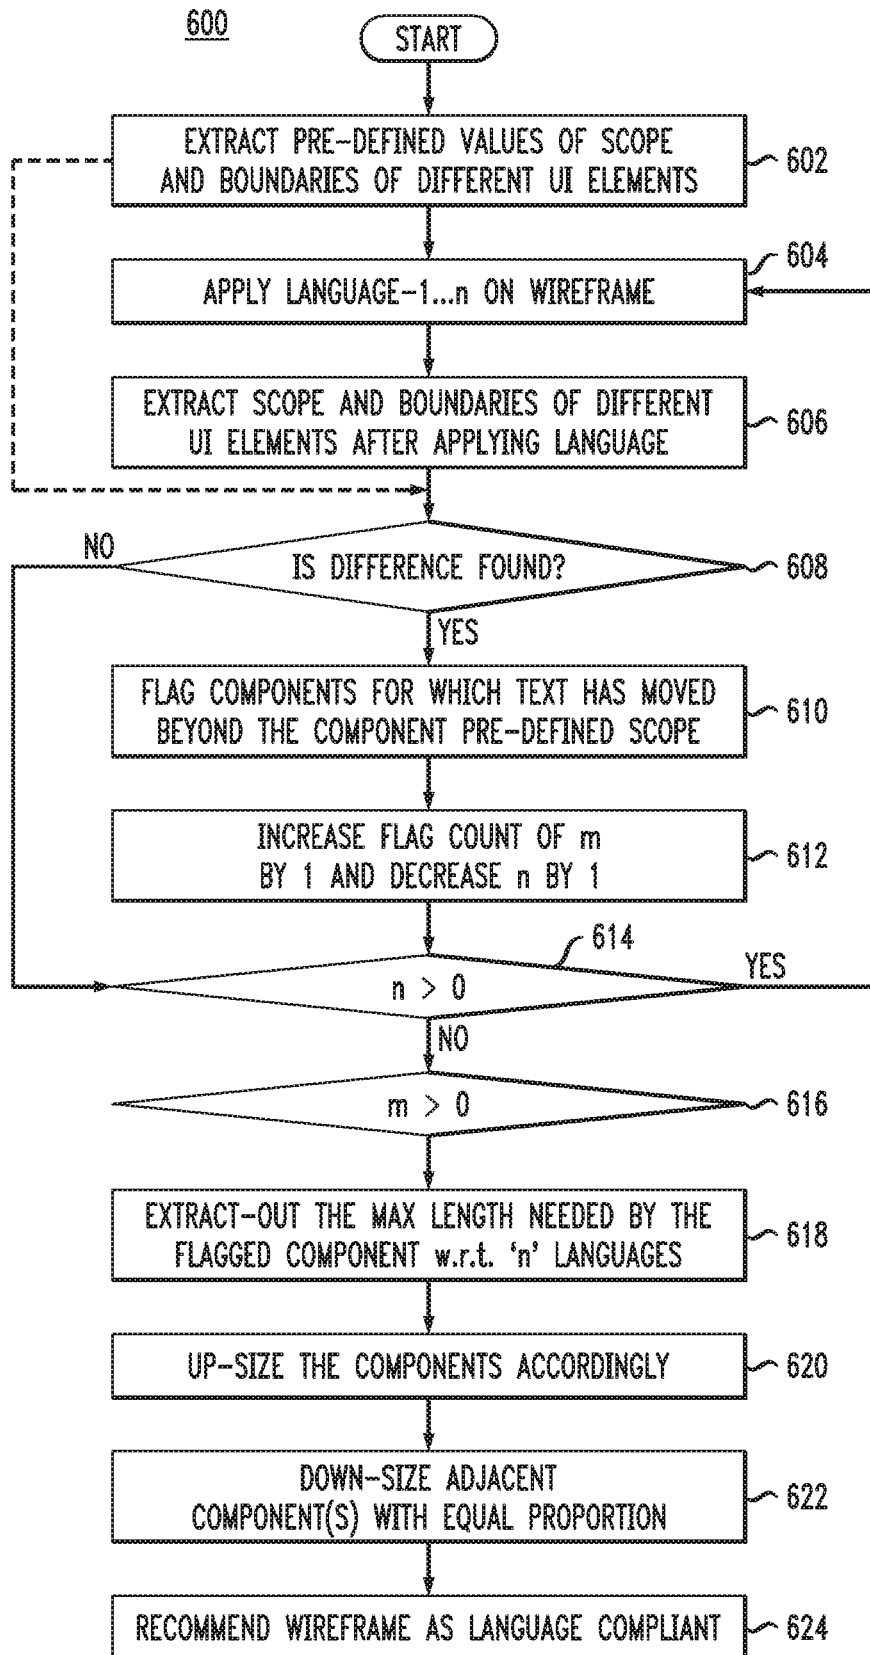 600
START
EXTRACT PRE-DEFINED VALUES OF SCOPE
AND BOUNDARIES OF DIFFERENT UI ELEMENTS
602
604
APPLY LANGUAGE-1...n ON WIREFRAME
EXTRACT SCOPE AND BOUNDARIES OF DIFFERENT
UI ELEMENTS AFTER APPLYING LANGUAGE
606
NO
IS DIFFERENCE FOUND?
608
YES
FLAG COMPONENTS FOR WHICH TEXT HAS MOVED
BEYOND THE COMPONENT PRE-DEFINED SCOPE
610
INCREASE FLAG COUNT OF m
BY 1 AND DECREASE n BY 1
612
614
n > 0
YES
NO
m > 0
616
EXTRACT-OUT THE MAX LENGTH NEEDED BY THE
FLAGGED COMPONENT w.r.t. 'n' LANGUAGES
618
UP-SIZE THE COMPONENTS ACCORDINGLY
620
DOWN-SIZE ADJACENT
COMPONENT(S) WITH EQUAL PROPORTION
622
RECOMMEND WIREFRAME AS LANGUAGE COMPLIANT
624